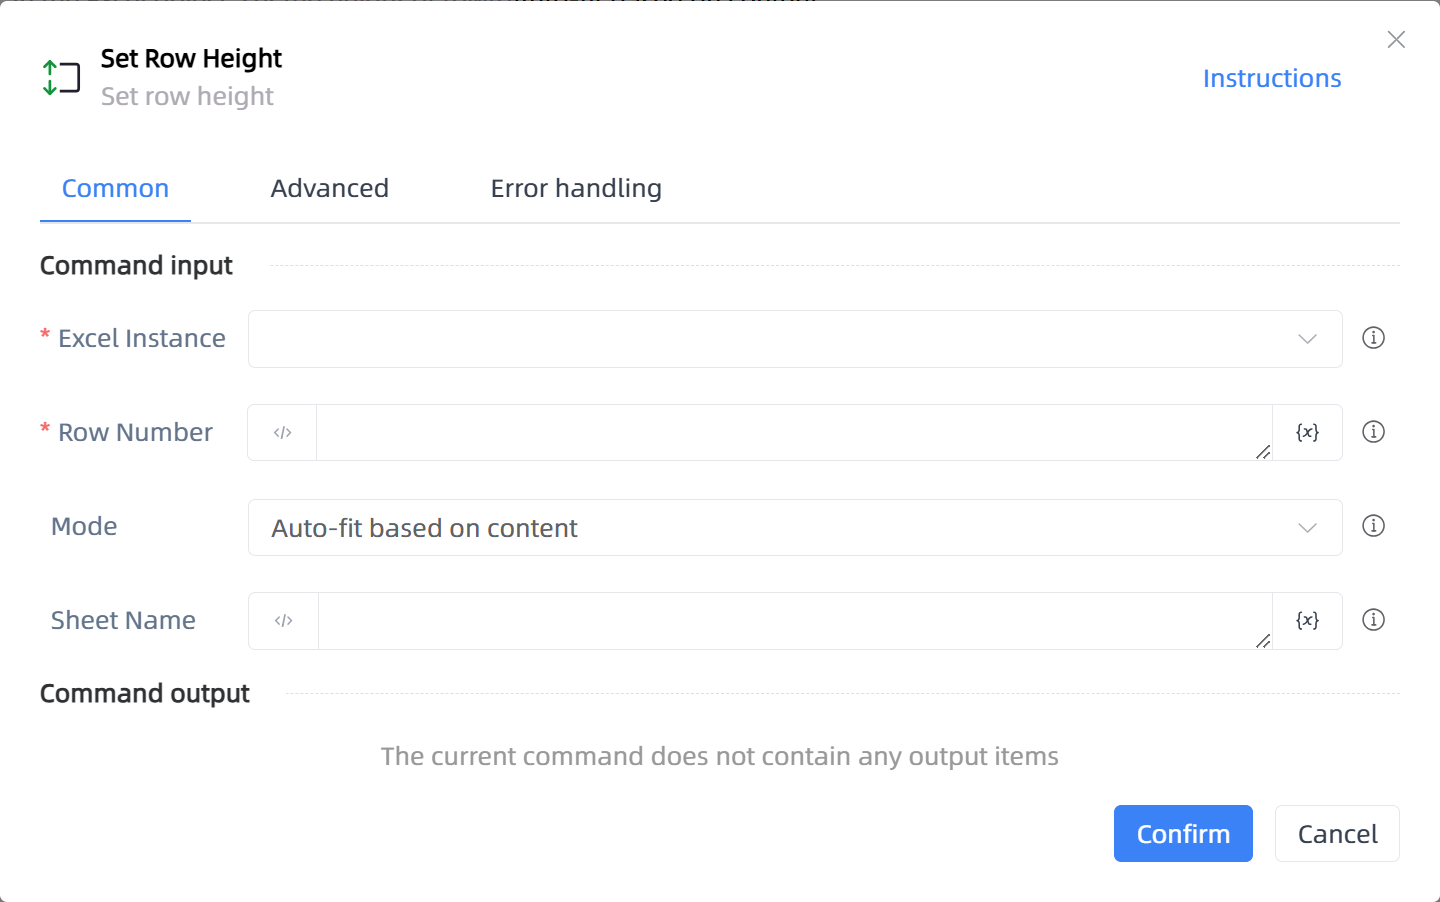 Set Row Height
Set row height
Instructions
Common
Advanced
Error handling
Command input
* Excel Instance
* Row Number
</>
{x}
Mode
Auto-fit based on content
Sheet Name
</>
{x}
Command output
The current command does not contain any output items
Confirm
Cancel